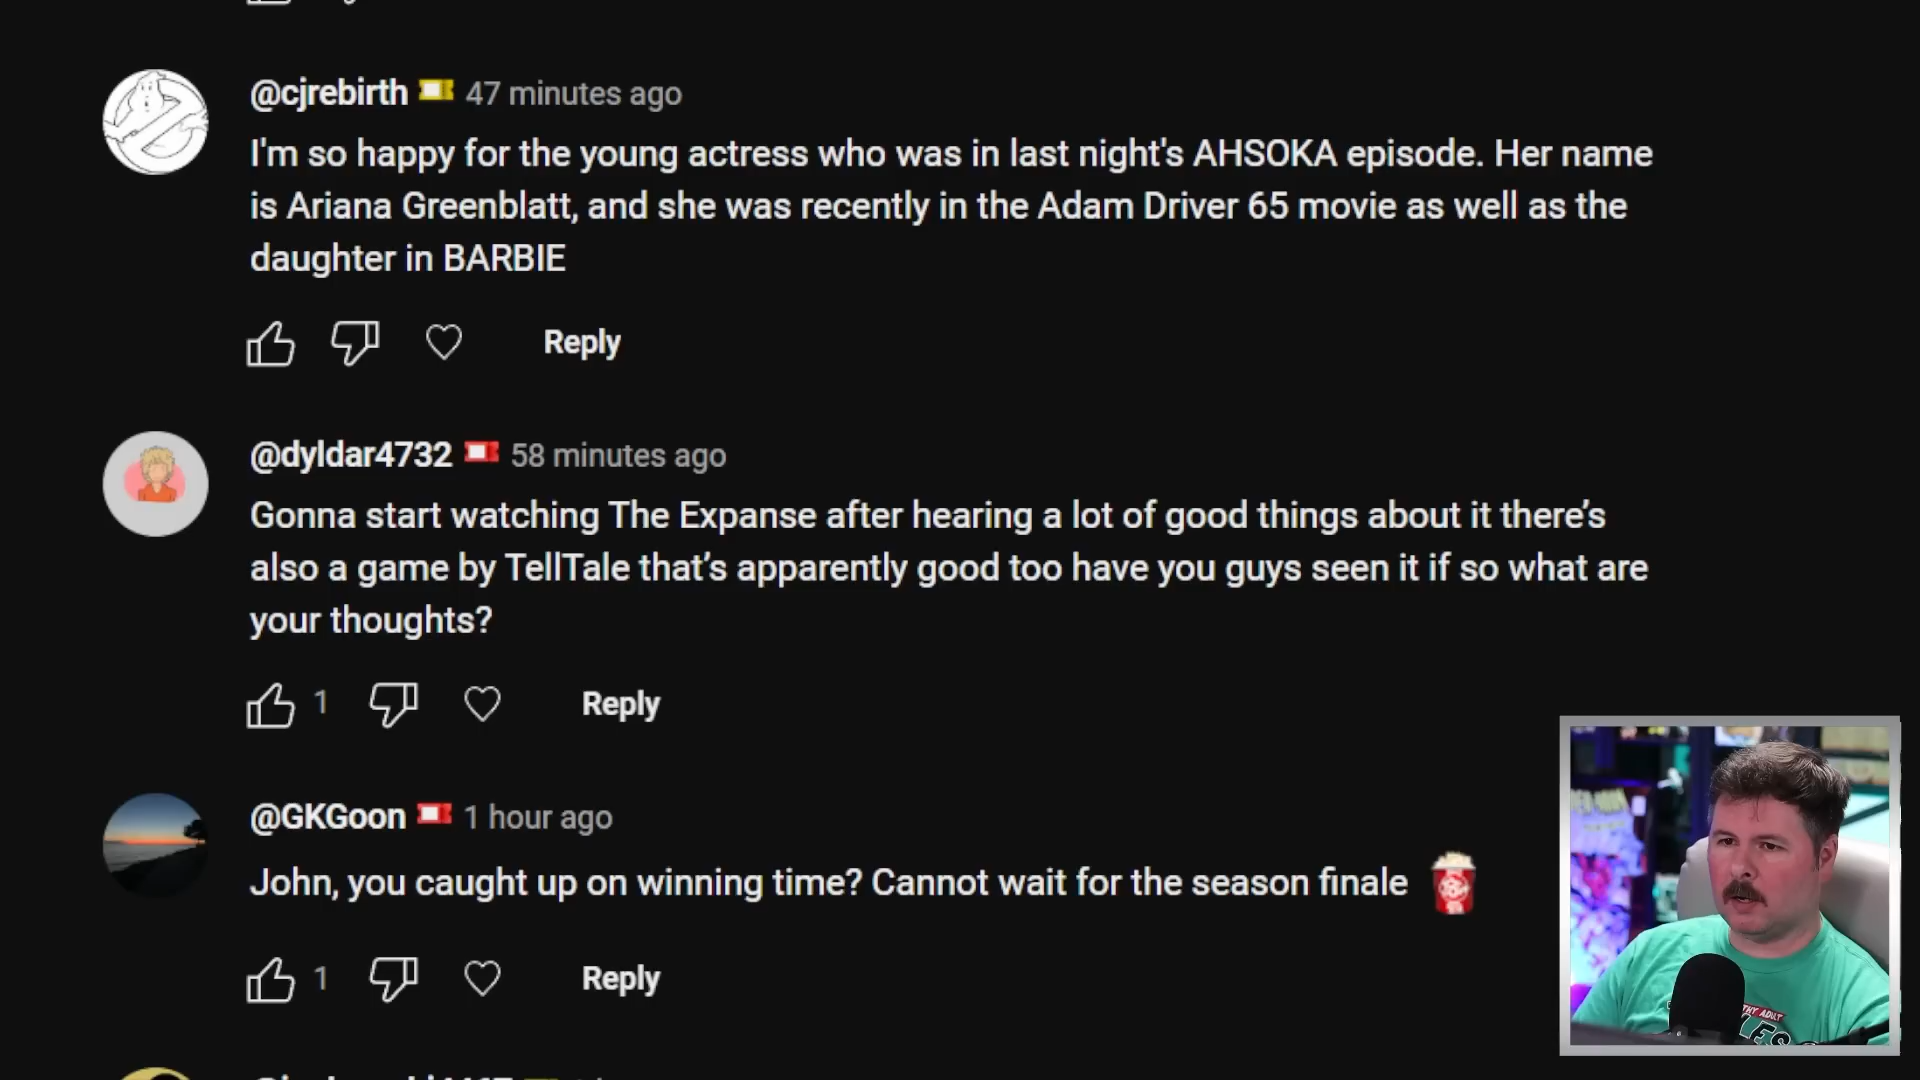 @cjrebirth 47 minutes ago
I'm so happy for the young actress who was in last night's AHSOKA episode. Her name
is Ariana Greenblatt, and she was recently in the Adam Driver 65 movie as well as the
daughter in BARBIE
Reply
@dyldar4732 58 minutes ago
Gonna start watching The Expanse after hearing a lot of good things about it there’s
also a game by TellTale that’s apparently good too have you guys seen it if so what are
your thoughts?
1 Reply
@GKGoon 1 hour ago
John, you caught up on winning time? Cannot wait for the season finale
1 Reply